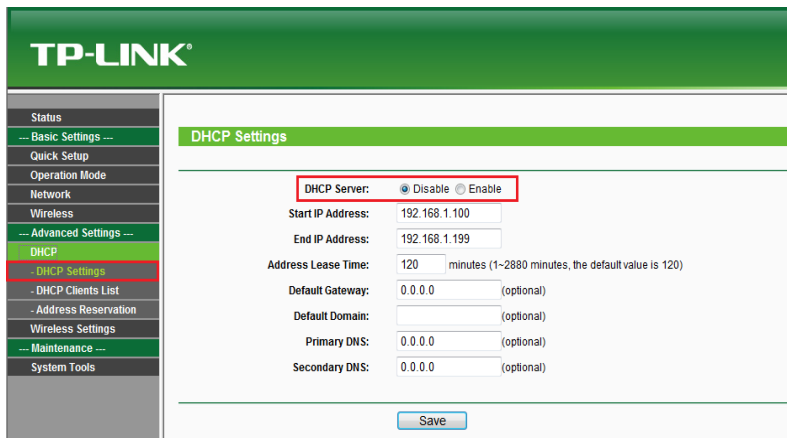 TP-LINK®
Status
--- Basic Settings ---
Quick Setup
Operation Mode
Network
Wireless
--- Advanced Settings ---
DHCP
- DHCP Settings
- DHCP Clients List
- Address Reservation
Wireless Settings
--- Maintenance ---
System Tools
DHCP Settings
DHCP Server: Disable Enable
Start IP Address: 192.168.1.100
End IP Address: 192.168.1.199
Address Lease Time: 120 minutes (1~2880 minutes, the default value is 120)
Default Gateway: 0.0.0.0 (optional)
Default Domain: (optional)
Primary DNS: 0.0.0.0 (optional)
Secondary DNS: 0.0.0.0 (optional)
Save